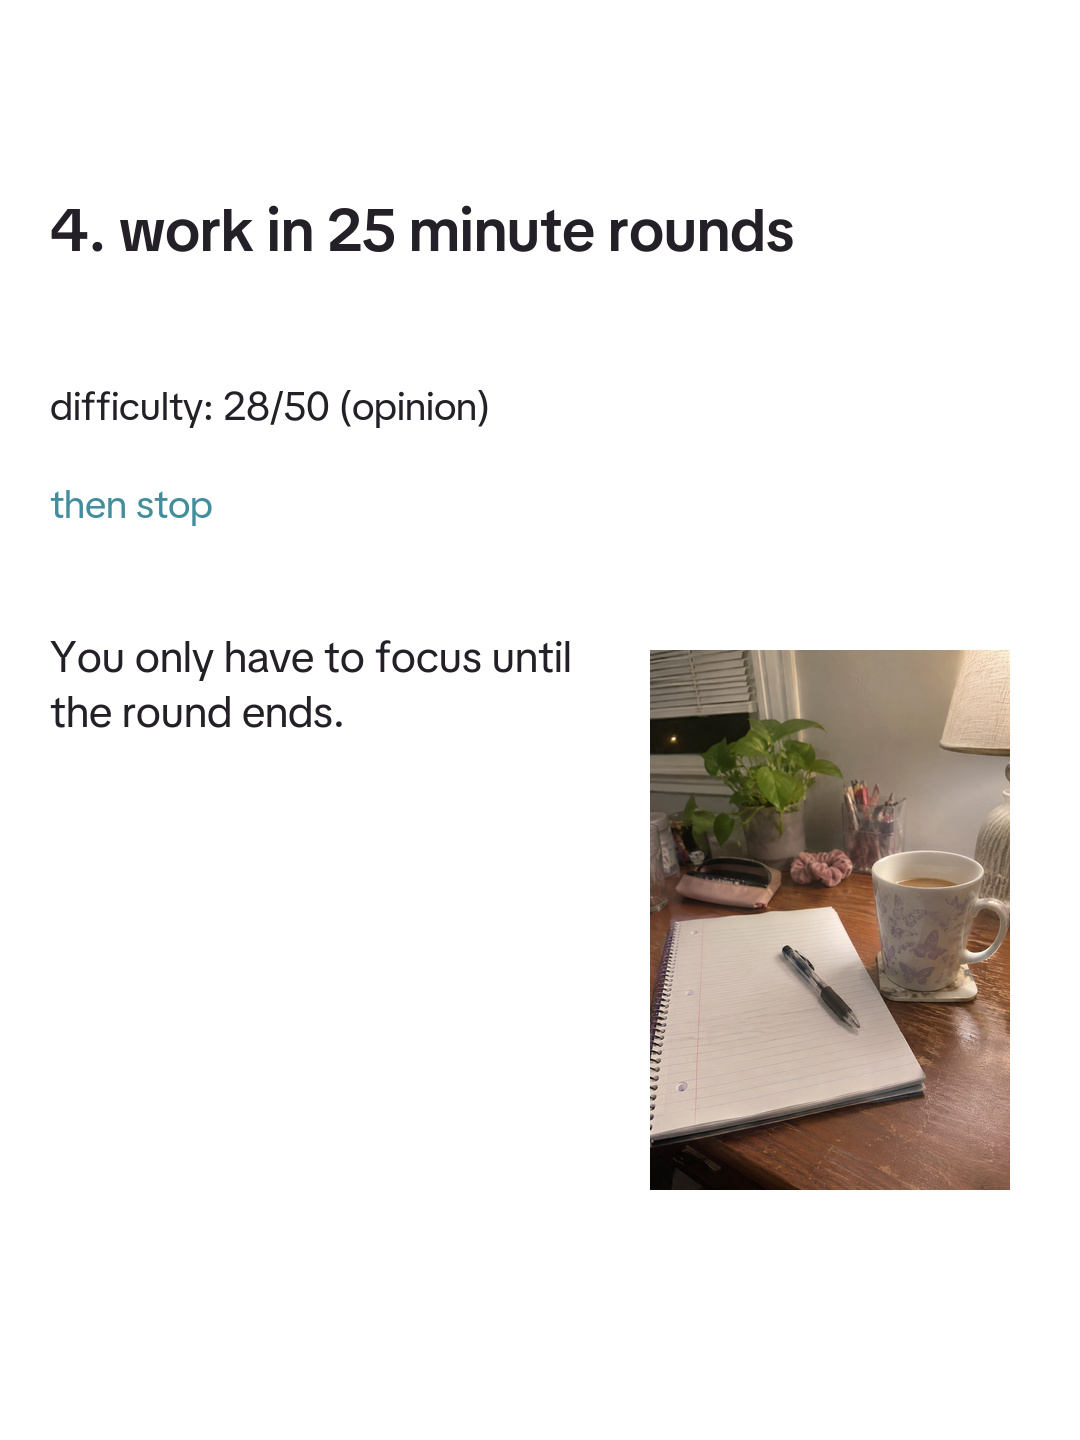 4. work in 25 minute rounds
difficulty: 28/50 (opinion)
then stop
You only have to focus until
the round ends.